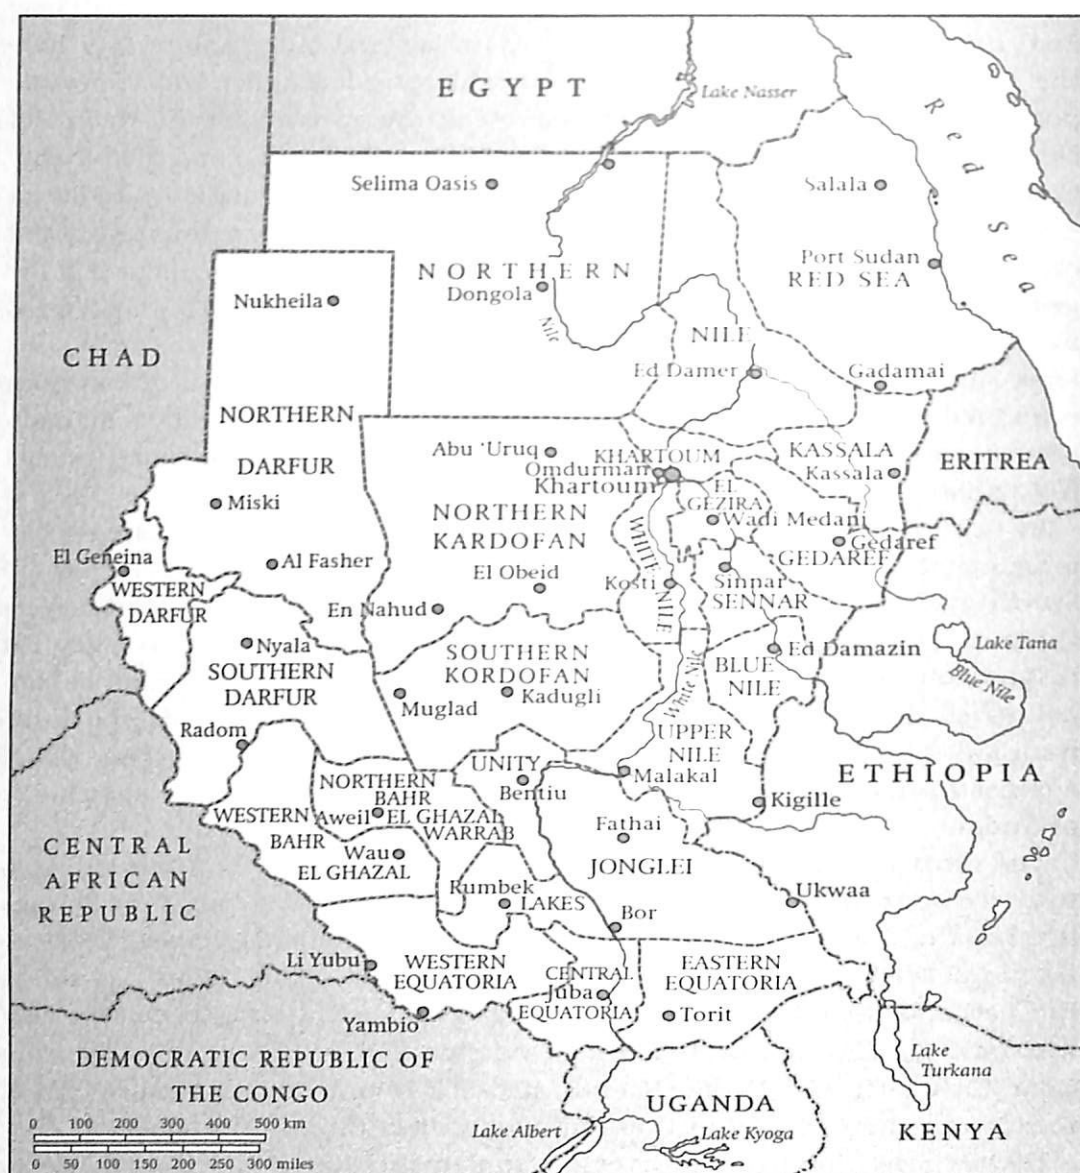 EGYPT
Lake Nasser
Red Sea
Selima Oasis
Salala
NORTHERN
Dongola
Port Sudan
RED SEA
Nukheila
Nile
NILE
CHAD
Ed Damer
Gadamai
NORTHERN
DARFUR
Abu 'Uruq
KHARTOUM
Omdurman
Khartoum
KASSALA
Kassala
ERITREA
EL
GEZIRA
Wadi Medani
Miski
NORTHERN
KARDOFAN
WHITE NILE
Gedaref
GEDAREF
El Geneina
Al Fasher
El Obeid
Kosti
Sinnar
SENNAR
WESTERN
DARFUR
En Nahud
Nyala
SOUTHERN
DARFUR
SOUTHERN
KORDOFAN
Kadugli
Muglad
White Nile
Ed Damazin
BLUE
NILE
Lake Tana
Blue Nile
Radom
UPPER
NILE
UNITY
Bentiu
Malakal
ETHIOPIA
NORTHERN
BAHR
EL GHAZAL
Aweil
WARRAB
Kigille
WESTERN
BAHR
EL GHAZAL
Wau
Fathai
JONGLEI
CENTRAL
AFRICAN
REPUBLIC
Rumbek
LAKES
Ukwaa
Bor
Li Yubu
WESTERN
EQUATORIA
CENTRAL
Juba
EQUATORIA
EASTERN
EQUATORIA
Torit
Yambio
DEMOCRATIC REPUBLIC OF
THE CONGO
Lake
Turkana
UGANDA
KENYA
Lake Albert
Lake Kyoga
0 100 200 300 400 500 km
0 50 100 150 200 250 300 miles